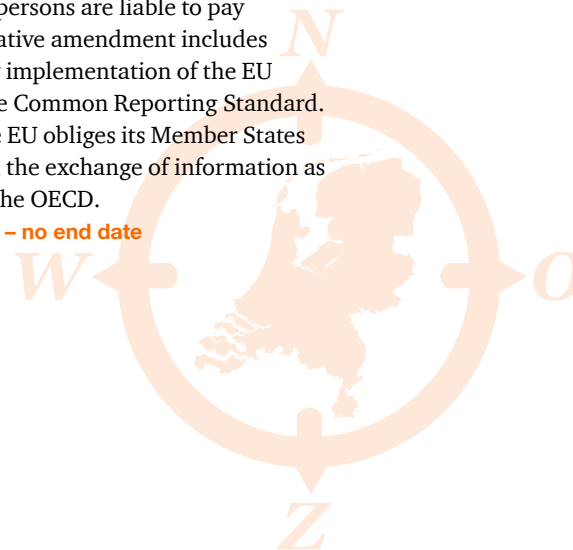 persons are liable to pay
ative amendment includes
implementation of the EU
e Common Reporting Standard.
EU obliges its Member States
the exchange of information as
he OECD.
– no end date
N
W
O
Z